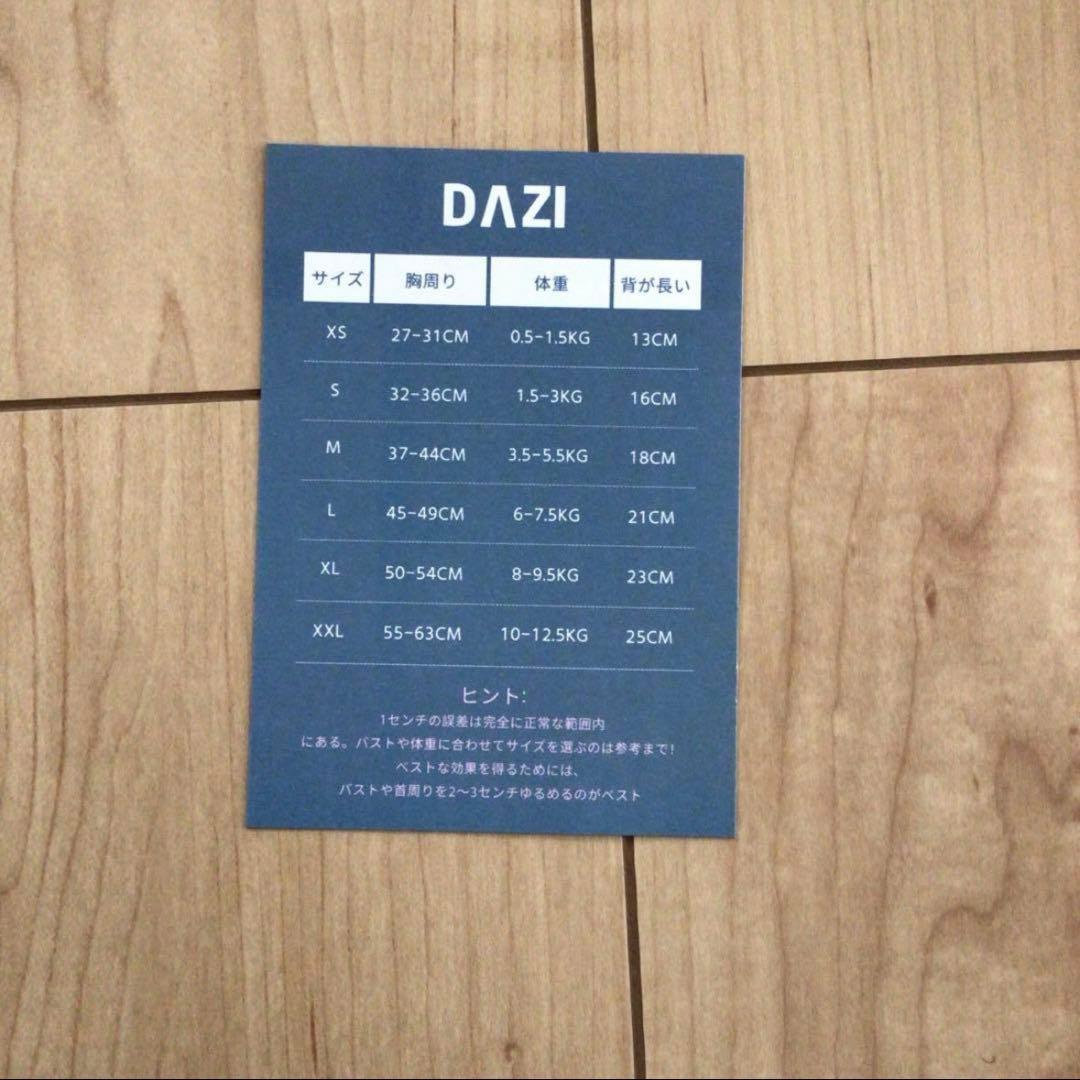 DAZI
サイズ 胸周り 体重 背が長い
XS 27-31CM 0.5-1.5KG 13CM
S 32-36CM 1.5-3KG 16CM
M 37-44CM 3.5-5.5KG 18CM
L 45-49CM 6-7.5KG 21CM
XL 50-54CM 8-9.5KG 23CM
XXL 55-63CM 10-12.5KG 25CM
ヒント:
1センチの誤差は完全に正常な範囲内
にある。バストや体重に合わせてサイズを選ぶのは参考まで!
ベストな効果を得るためには、
バストや首周りを2〜3センチゆるめるのがベスト